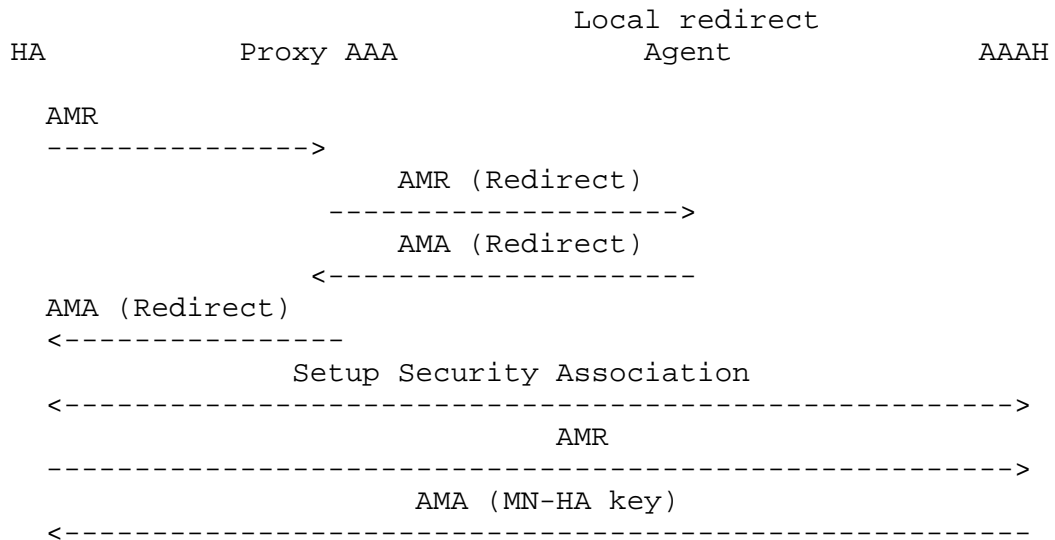 Local redirect
HA Proxy AAA Agent AAAH
AMR
--------------->
AMR (Redirect)
-------------------->
AMA (Redirect)
<---------------------
AMA (Redirect)
<----------------
Setup Security Association
<------------------------------------------------------>
AMR
------------------------------------------------------->
AMA (MN-HA key)
<-------------------------------------------------------